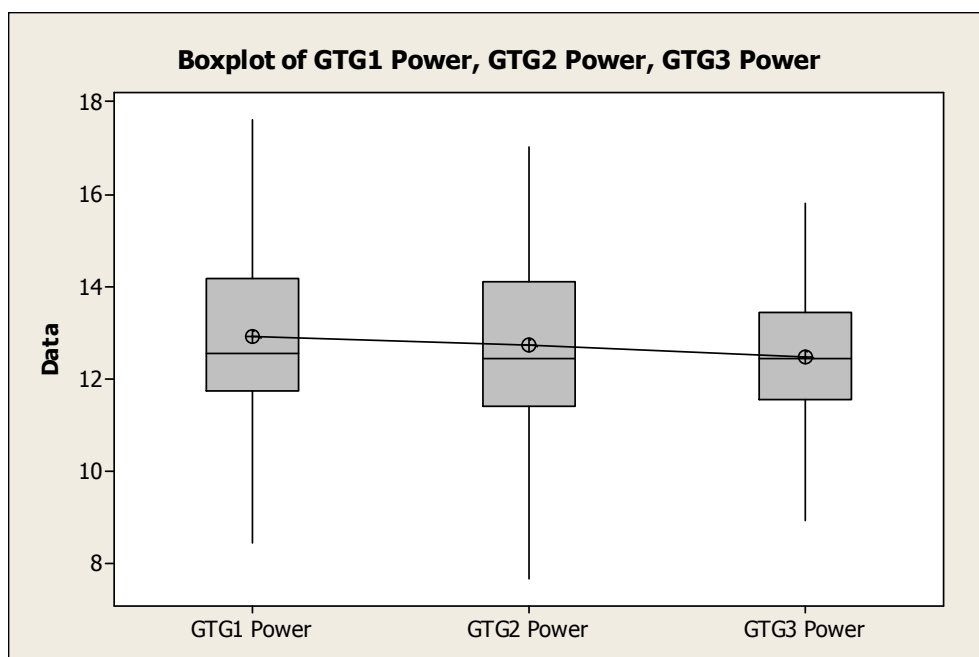 Boxplot of GTG1 Power, GTG2 Power, GTG3 Power
18
16
14
12
10
8
Data
GTG1 Power
GTG2 Power
GTG3 Power